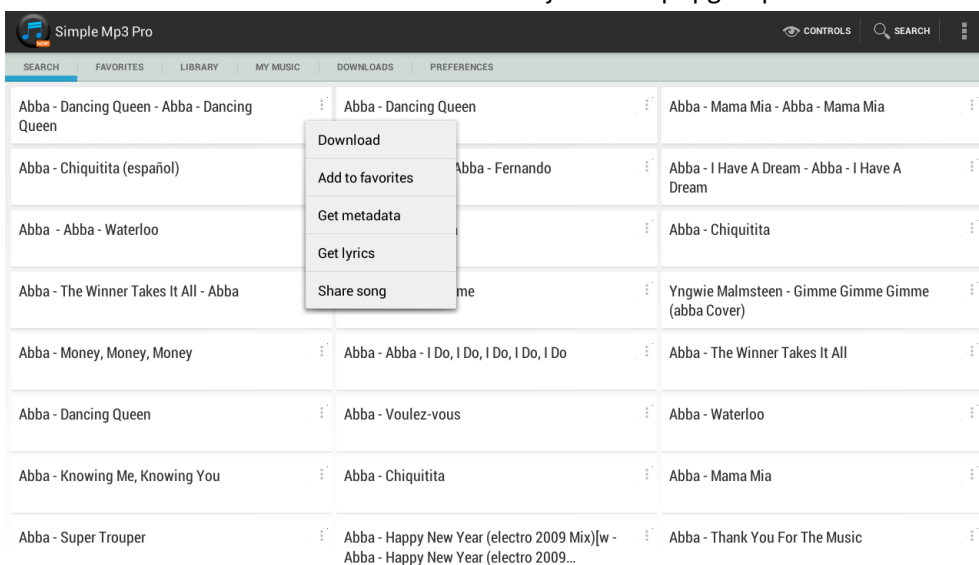 Simple Mp3 Pro
CONTROLS
SEARCH
NEW!
SEARCH
FAVORITES
LIBRARY
MY MUSIC
DOWNLOADS
PREFERENCES
Abba - Dancing Queen - Abba - Dancing
Queen
Abba - Dancing Queen
Abba - Mama Mia - Abba - Mama Mia
Download
Add to favorites
Get metadata
Get lyrics
Share song
Abba - Chiquitita (español)
Abba - Fernando
Abba - I Have A Dream - Abba - I Have A
Dream
Abba - Abba - Waterloo
Abba - Chiquitita
Abba - The Winner Takes It All - Abba
me
Yngwie Malmsteen - Gimme Gimme Gimme
(abba Cover)
Abba - Money, Money, Money
Abba - Abba - I Do, I Do, I Do, I Do, I Do
Abba - The Winner Takes It All
Abba - Dancing Queen
Abba - Voulez-vous
Abba - Waterloo
Abba - Knowing Me, Knowing You
Abba - Chiquitita
Abba - Mama Mia
Abba - Super Trouper
Abba - Happy New Year (electro 2009 Mix)[w -
Abba - Happy New Year (electro 2009...
Abba - Thank You For The Music